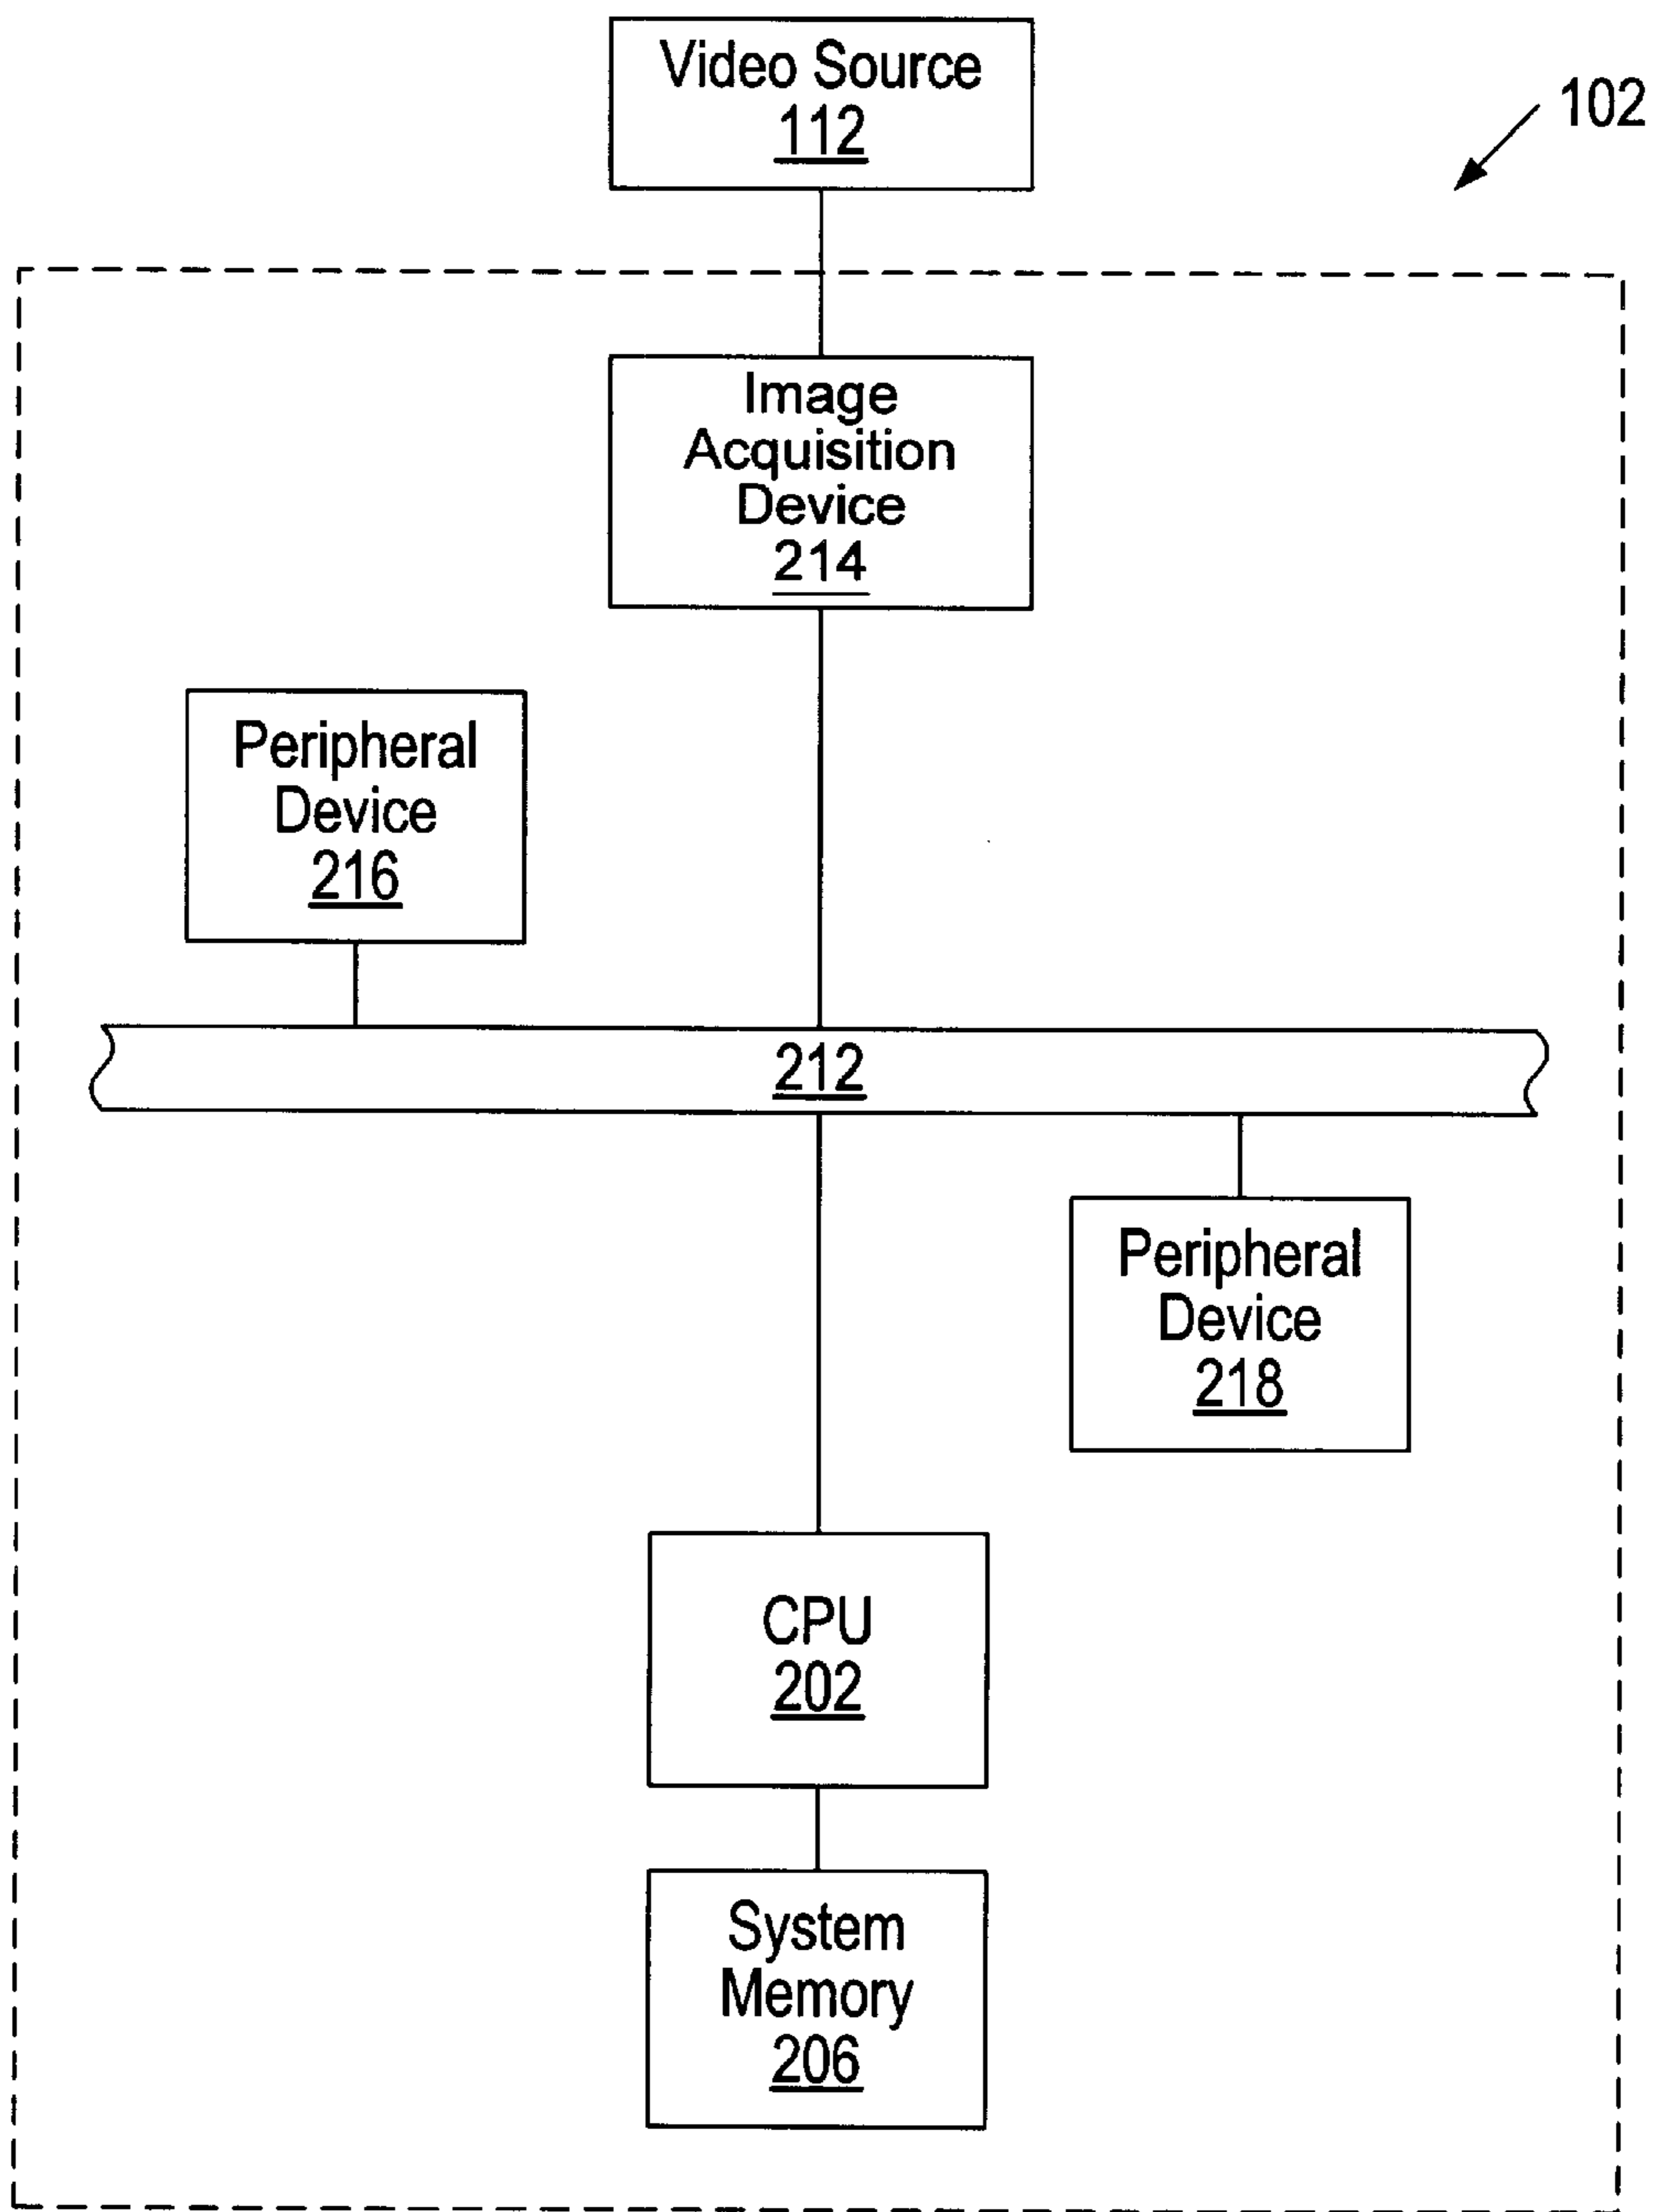 Video Source
112
102
Image
Acquisition
Device
214
Peripheral
Device
216
212
Peripheral
Device
218
CPU
202
System
Memory
206